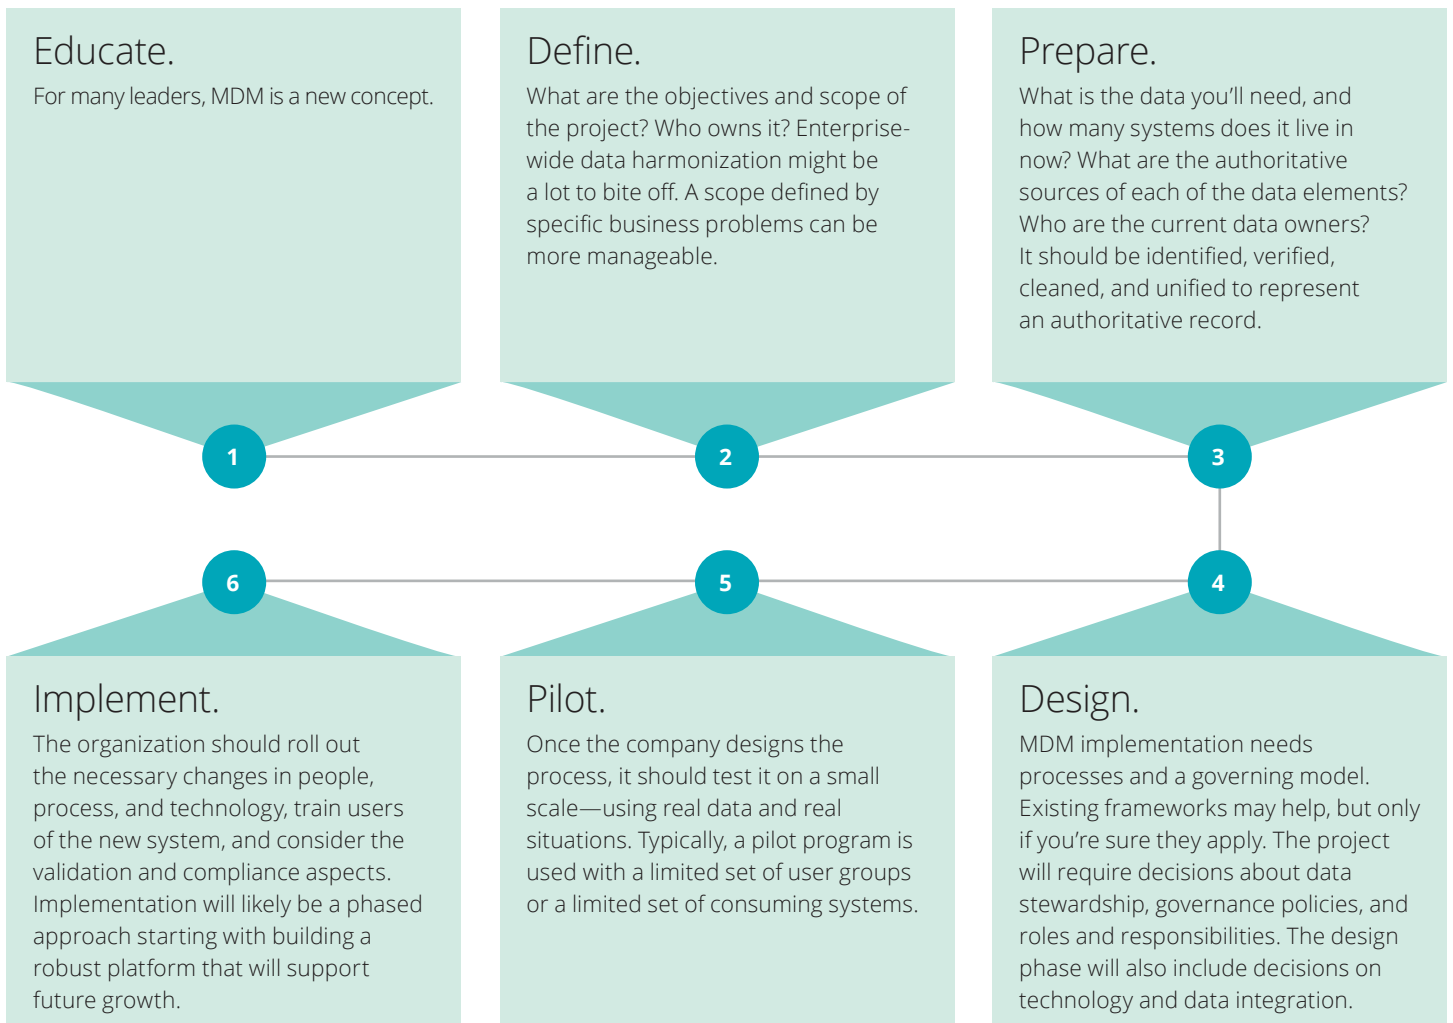 Educate.
For many leaders, MDM is a new concept.
Define.
What are the objectives and scope of
the project? Who owns it? Enterprise-
wide data harmonization might be
a lot to bite off. A scope defined by
specific business problems can be
more manageable.
Prepare.
What is the data you’ll need, and
how many systems does it live in
now? What are the authoritative
sources of each of the data elements?
Who are the current data owners?
It should be identified, verified,
cleaned, and unified to represent
an authoritative record.
1
2
3
4
5
6
Design.
MDM implementation needs
processes and a governing model.
Existing frameworks may help, but only
if you’re sure they apply. The project
will require decisions about data
stewardship, governance policies, and
roles and responsibilities. The design
phase will also include decisions on
technology and data integration.
Pilot.
Once the company designs the
process, it should test it on a small
scale—using real data and real
situations. Typically, a pilot program is
used with a limited set of user groups
or a limited set of consuming systems.
Implement.
The organization should roll out
the necessary changes in people,
process, and technology, train users
of the new system, and consider the
validation and compliance aspects.
Implementation will likely be a phased
approach starting with building a
robust platform that will support
future growth.